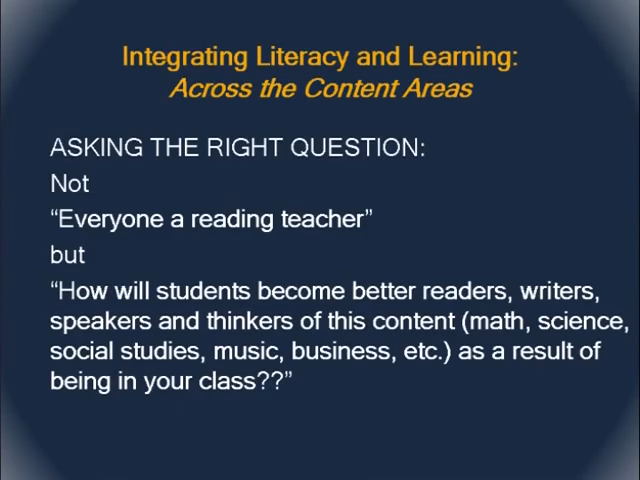 Integrating Literacy and Learning:
Across the Content Areas
ASKING THE RIGHT QUESTION:
Not
“Everyone a reading teacher”
but
“How will students become better readers, writers,
speakers and thinkers of this content (math, science,
social studies, music, business, etc.) as a result of
being in your class??”